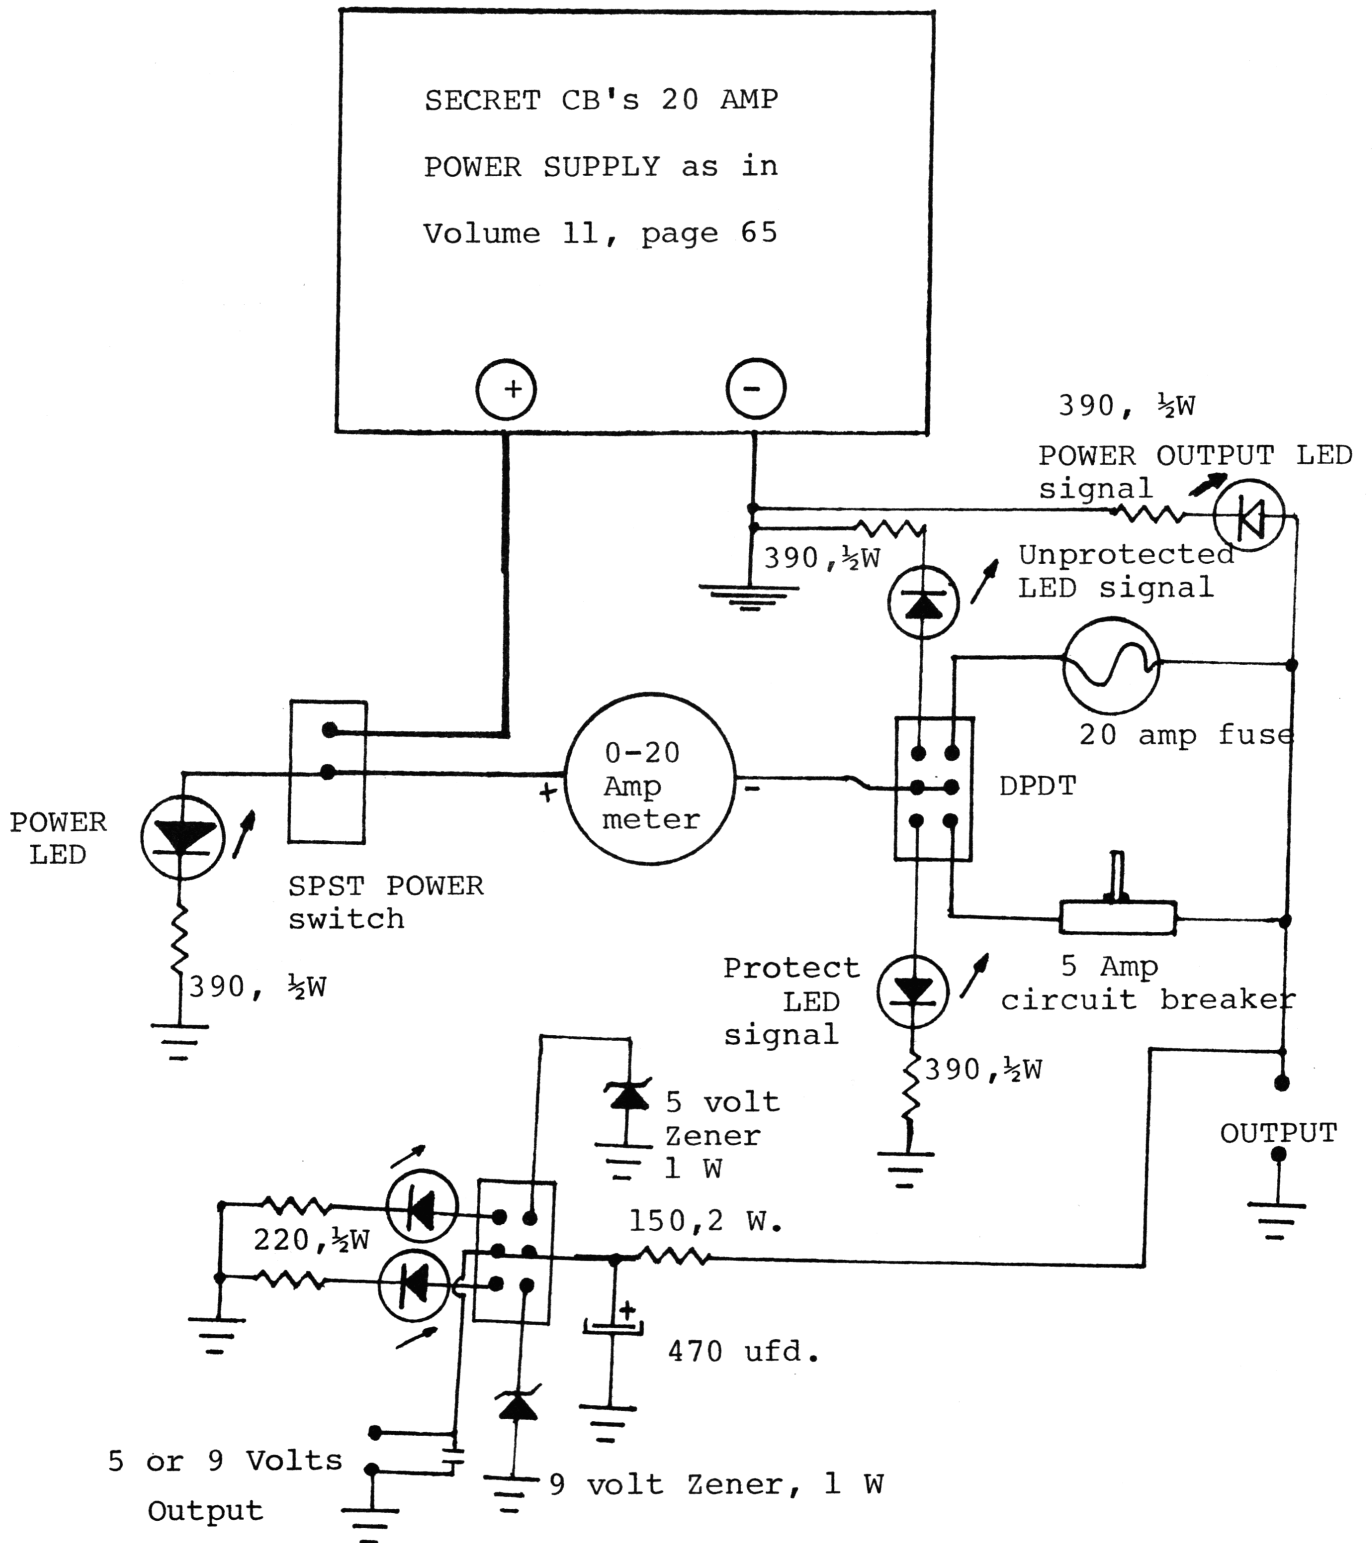 SECRET CB's 20 AMP
POWER SUPPLY as in
Volume 11, page 65
+
-
390, ½W
POWER OUTPUT LED
signal
390,½W
Unprotected
LED signal
20 amp fuse
0-20
Amp
meter
+
-
DPDT
POWER
LED
SPST POWER
switch
390, ½W
Protect
LED
signal
5 Amp
circuit breaker
390,½W
5 volt
Zener
1 W
OUTPUT
220,½W
150,2 W.
+
470 ufd.
5 or 9 Volts
Output
9 volt Zener, 1 W